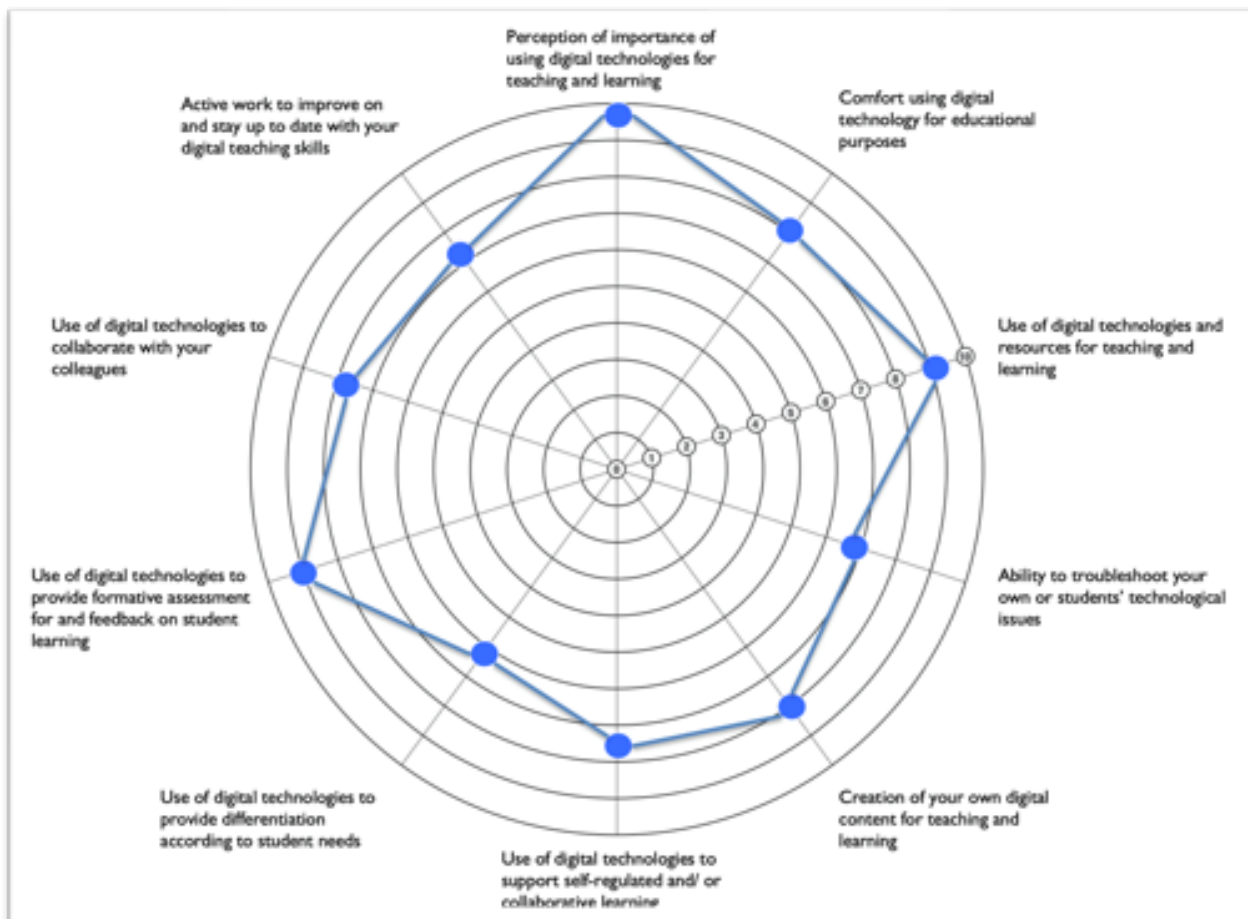 Perception of importance of
using digital technologies for
teaching and learning
Comfort using digital
technology for educational
purposes
Active work to improve on
and stay up to date with your
digital teaching skills
Use of digital technologies to
collaborate with your
colleagues
Use of digital technologies and
resources for teaching and
learning
10
8
7
6
5
4
3
2
1
0
Use of digital technologies to
provide formative assessment
for and feedback on student
learning
Ability to troubleshoot your
own or students’ technological
issues
Use of digital technologies to
provide differentiation
according to student needs
Creation of your own digital
content for teaching and
learning
Use of digital technologies to
support self-regulated and/ or
collaborative learning